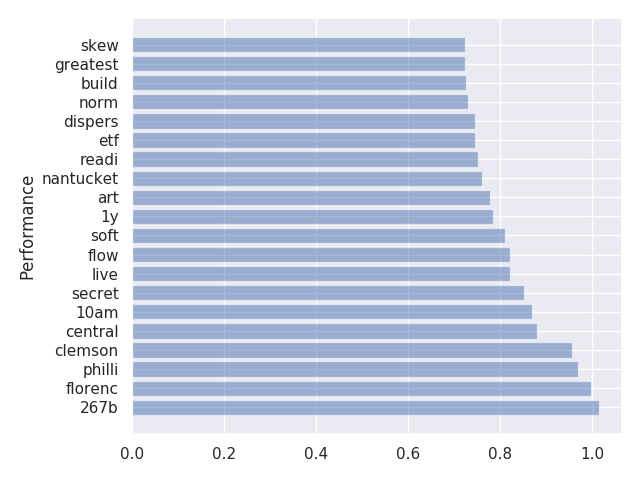 skew
greatest
build
norm
dispers
etf
readi
nantucket
art
1y
soft
flow
live
secret
10am
central
clemson
philli
florenc
267b
Performance
0.0 0.2 0.4 0.6 0.8 1.0